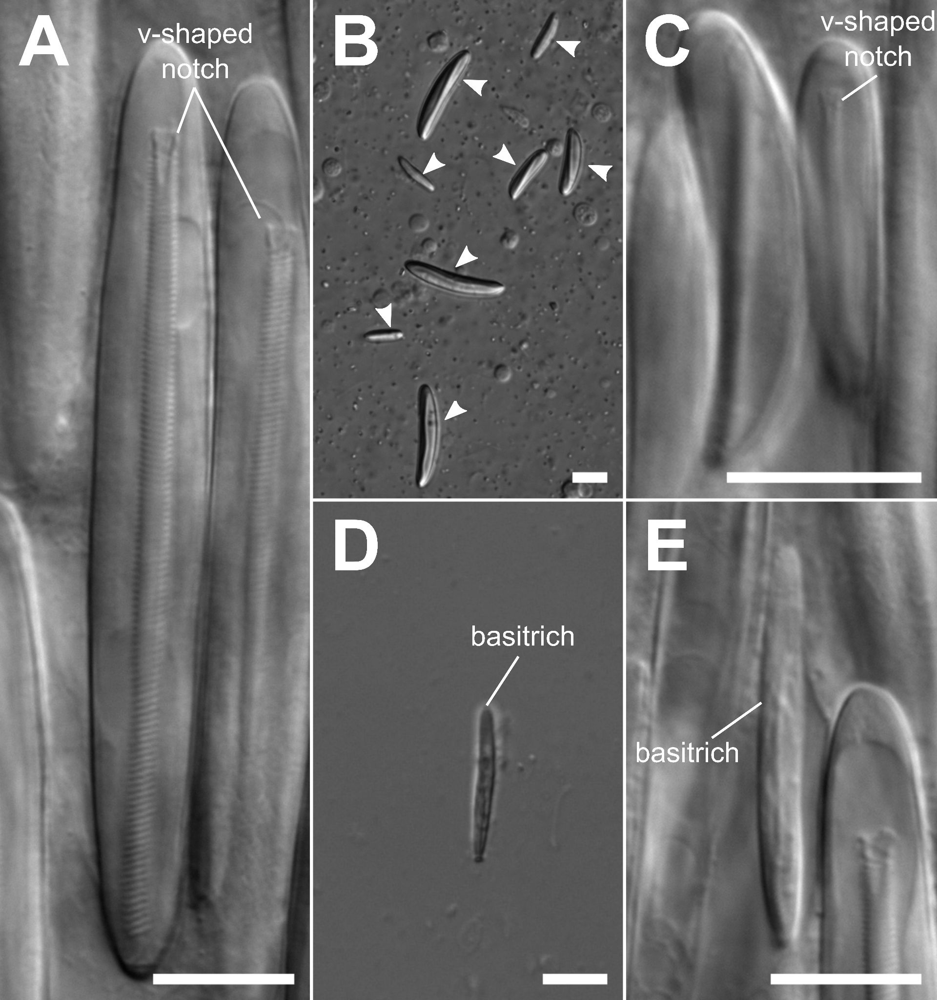 A
v-shaped
notch
B
C
v-shaped
notch
D
basitrich
E
basitrich